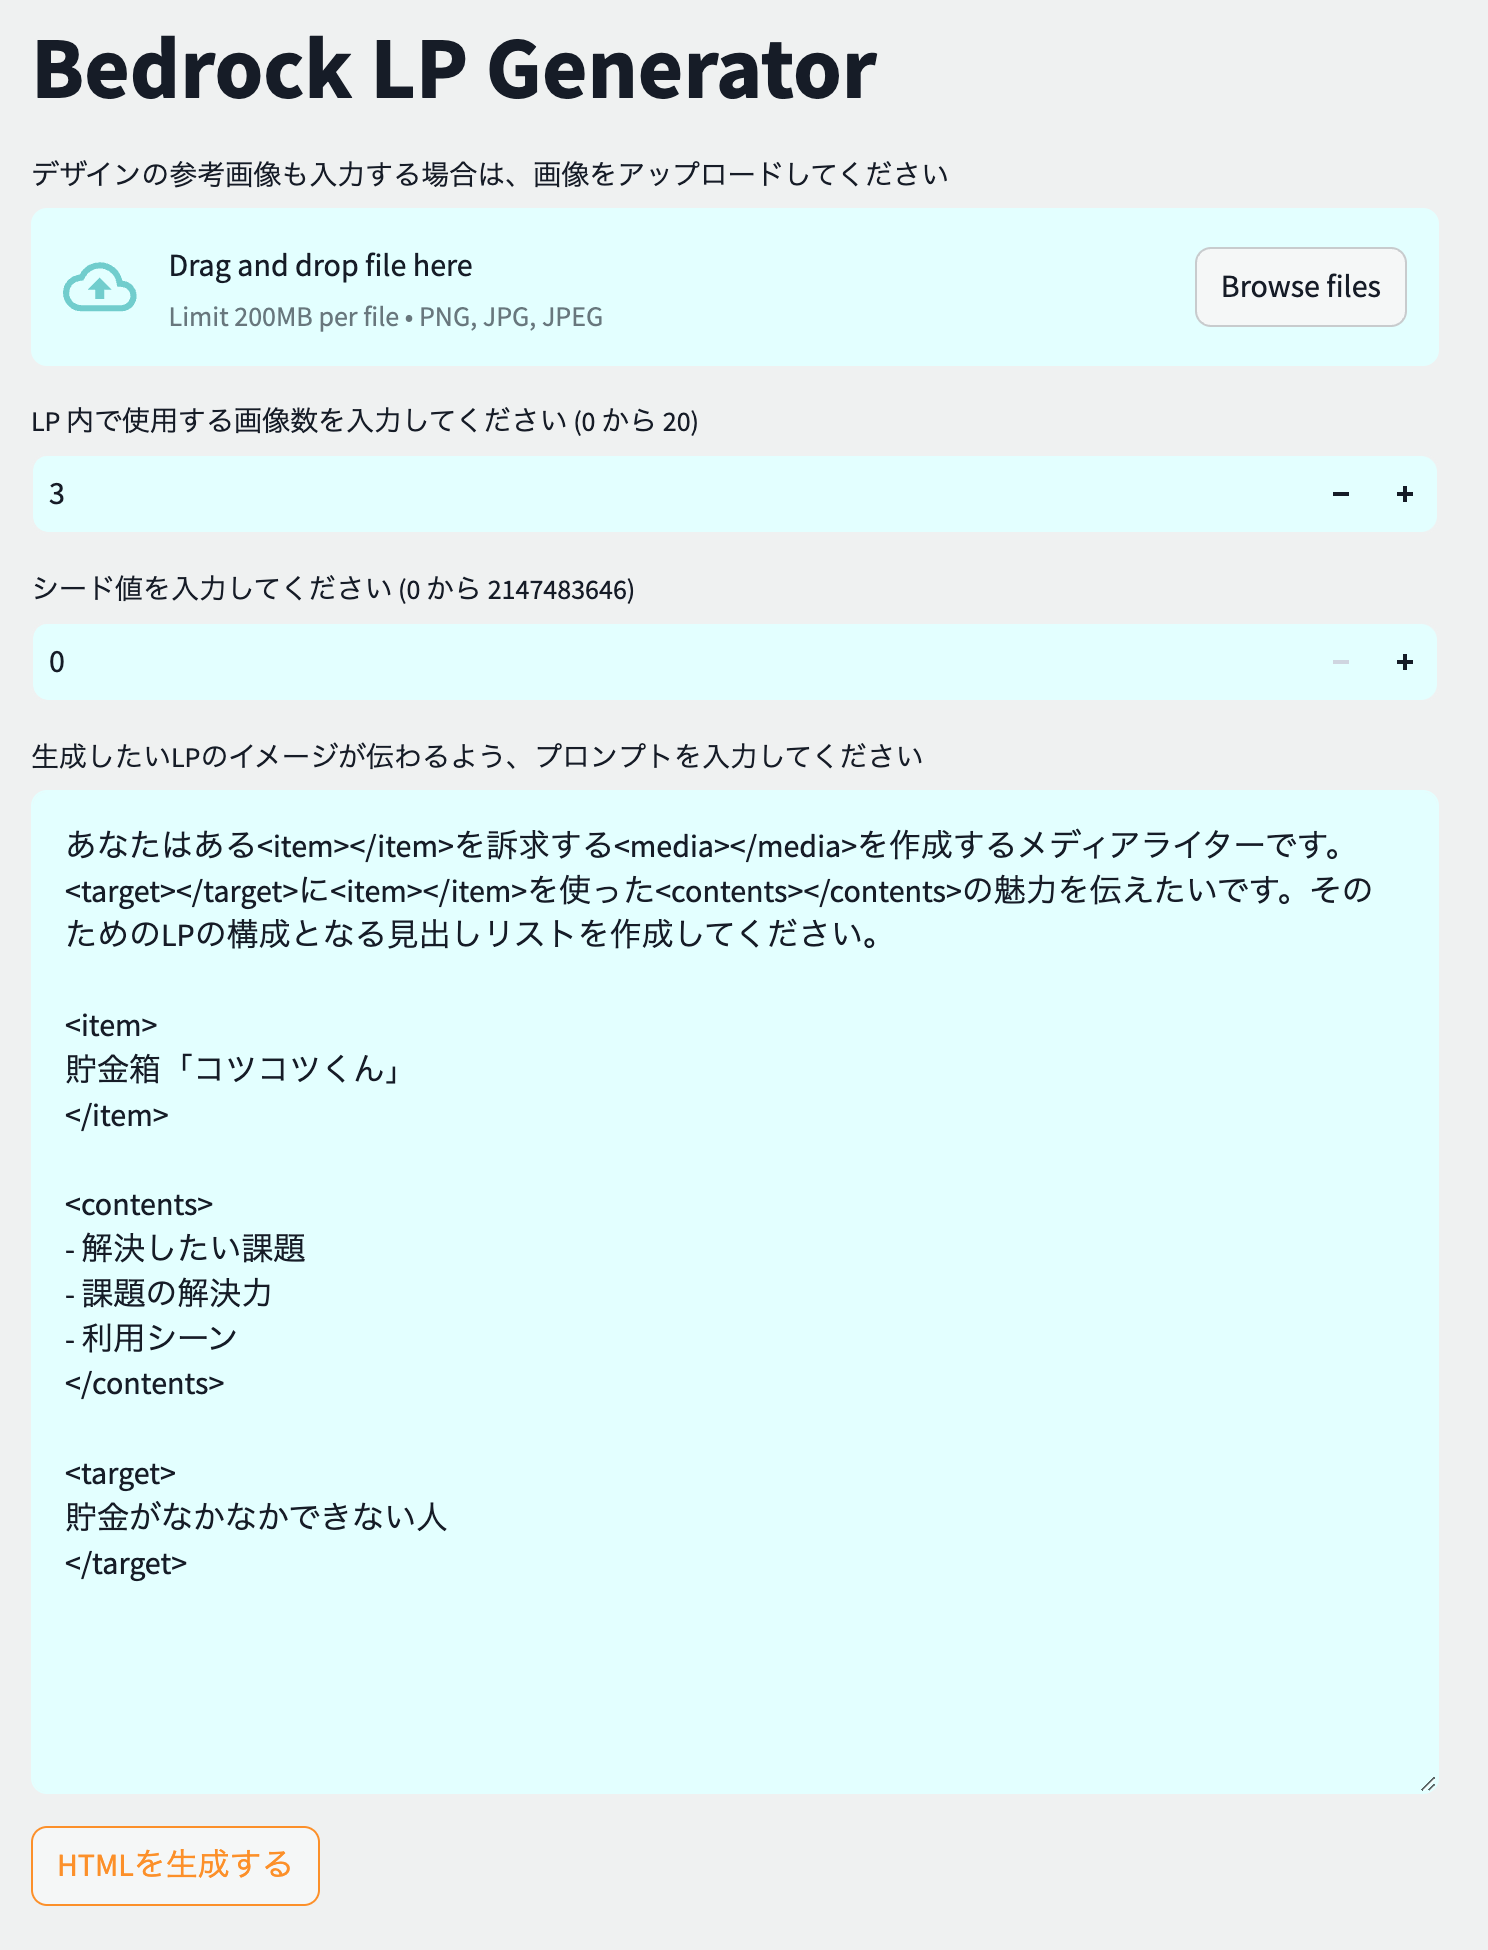 Bedrock LP Generator
デザインの参考画像も入力する場合は、画像をアップロードしてください
Drag and drop file here
Limit 200MB per file • PNG, JPG, JPEG
Browse files
LP 内で使用する画像数を入力してください (0 から 20)
3
シード値を入力してください (0 から 2147483646)
0
生成したいLPのイメージが伝わるよう、プロンプトを入力してください
あなたはある<item></item>を訴求する<media></media>を作成するメディアライターです。
<target></target>に<item></item>を使った<contents></contents>の魅力を伝えたいです。その
ためのLPの構成となる見出しリストを作成してください。
<item>
貯金箱「コツコツくん」
</item>
<contents>
- 解決したい課題
- 課題の解決力
- 利用シーン
</contents>
<target>
貯金がなかなかできない人
</target>
HTMLを生成する